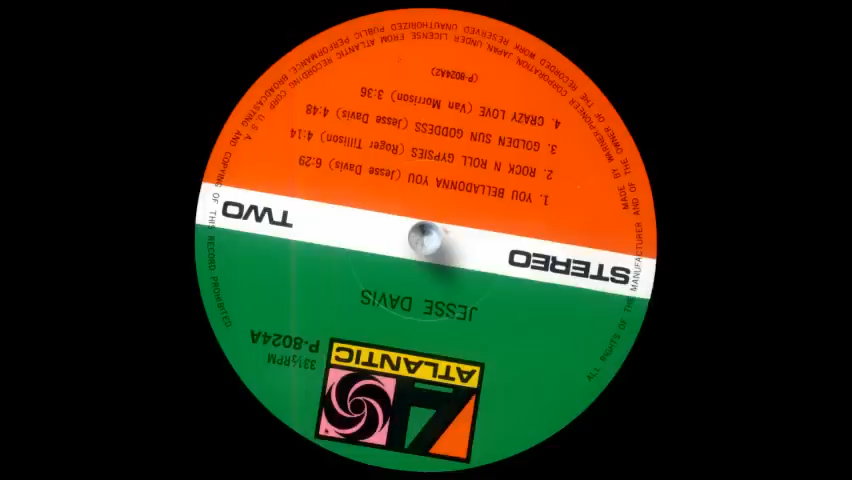 ATLANTIC
33⅓RPM
P-8024A
JESSE DAVIS
STEREO
TWO
1. YOU BELLADONNA YOU (Jesse Davis) 6:29
2. ROCK N ROLL GYPSIES (Roger Tillison) 4:14
3. GOLDEN SUN GODDESS (Jesse Davis) 4:48
4. CRAZY LOVE (Van Morrison) 3:36
(P-8024A2)
ALL RIGHTS OF THE MANUFACTURER AND OF THE OWNER OF THE RECORDED WORK RESERVED UNAUTHORIZED PUBLIC PERFORMANCE, BROADCASTING AND COPYING OF THIS RECORD PROHIBITED
MADE BY WARNER-PIONEER CORPORATION, JAPAN, UNDER LICENSE FROM ATLANTIC RECORDING CORP. U.S.A.